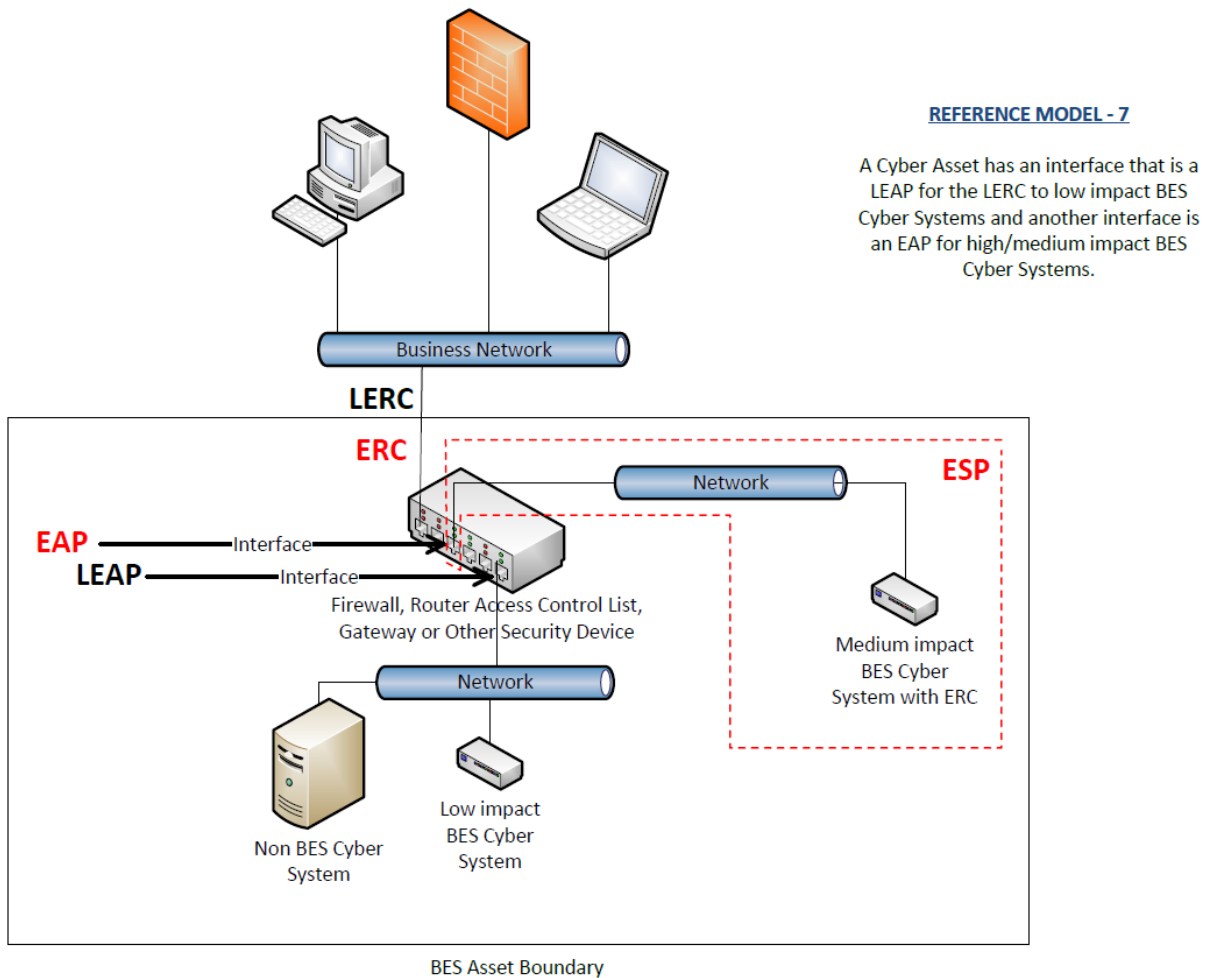 REFERENCE MODEL - 7
A Cyber Asset has an interface that is a
LEAP for the LERC to low impact BES
Cyber Systems and another interface is
an EAP for high/medium impact BES
Cyber Systems.
Business Network
LERC
ERC
ESP
Network
EAP
Interface
LEAP
Interface
Firewall, Router Access Control List,
Gateway or Other Security Device
Medium impact
BES Cyber
System with ERC
Network
Low impact
BES Cyber
System
Non BES Cyber
System
BES Asset Boundary